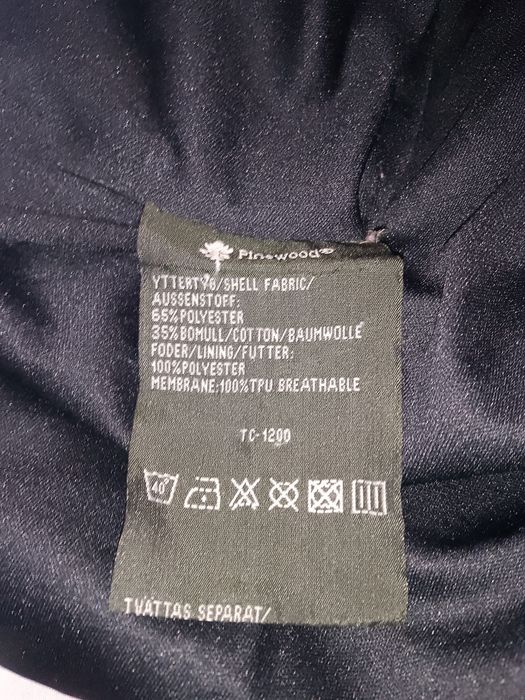 Pinewood®
YTTERTYG/SHELL FABRIC/
AUSSENSTOFF:
65%POLYESTER
35%BOMULL/COTTON/BAUMWOLLE
FODER/LINING/FUTTER:
100%POLYESTER
MEMBRANE:100%TPU BREATHABLE
TC-1200
40°
TVÄTTAS SEPARAT/